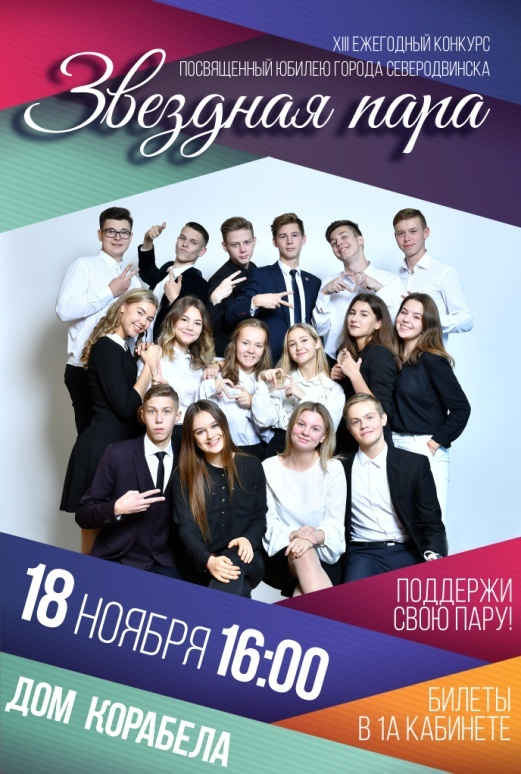 XIII ЕЖЕГОДНЫЙ КОНКУРС
ПОСВЯЩЕННЫЙ ЮБИЛЕЮ ГОРОДА СЕВЕРОДВИНСКА
Звездная пара
18 НОЯБРЯ 16:00
ДОМ КОРАБЕЛА
ПОДДЕРЖИ
СВОЮ ПАРУ!
БИЛЕТЫ
В 1А КАБИНЕТЕ